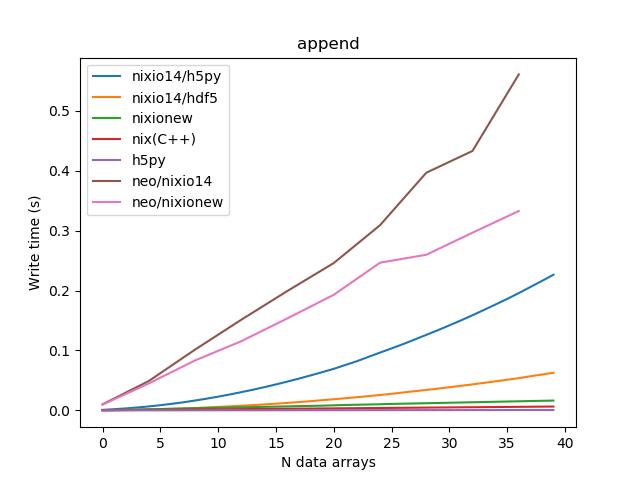 append
nixio14/h5py
nixio14/hdf5
nixionew
nix(C++)
h5py
neo/nixio14
neo/nixionew
Write time (s)
0.5
0.4
0.3
0.2
0.1
0.0
0 5 10 15 20 25 30 35 40
N data arrays